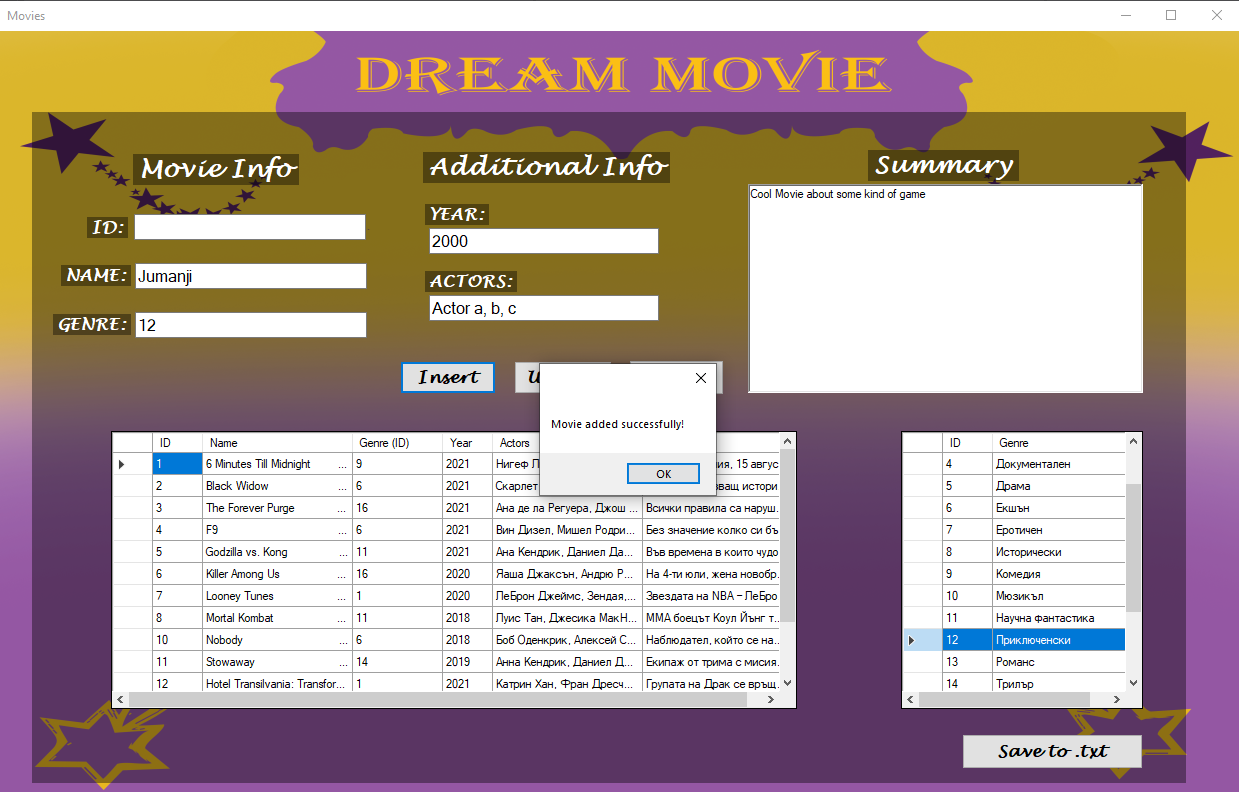 Movies
DREAM MOVIE
Movie Info
Additional Info
Summary
ID:
NAME: Jumanji
GENRE: 12
YEAR:
2000
ACTORS:
Actor a, b, c
Cool Movie about some kind of game
Insert
Movie added successfully!
OK
ID Name Genre (ID) Year Actors
1 6 Minutes Till Midnight ... 9 2021 Нигеф 15 авгус
2 Black Widow ... 6 2021 Скарлет истори
3 The Forever Purge ... 16 2021 Ана де ла Регуера, Джош ... Всички правила са наруш...
4 F9 ... 6 2021 Вин Дизел, Мишел Родри... Без значение колко си бъ
5 Godzilla vs. Kong ... 11 2021 Ана Кендрик, Даниел Да... Във времена в които чудо
6 Killer Among Us ... 16 2020 Яаша Джаксън, Андрю Р... На 4-ти юли, жена новобр.
7 Looney Tunes ... 1 2020 ЛеБрон Джеймс, Зендая,... Звездата на NBA – ЛеБро
8 Mortal Kombat ... 11 2018 Луис Тан, Джесика МакН... ММА боецът Коул Йънг т..
10 Nobody ... 6 2018 Боб Оденкрик, Алексей С... Наблюдател, който се на..
11 Stowaway ... 14 2019 Анна Кендрик, Даниел Д... Екипаж от трима с мисия.
12 Hotel Transilvania: Transfor... 1 2021 Катрин Хан, Фран Дресч... Групата на Драк се връщ.
ID Genre
4 Документален
5 Драма
6 Екшън
7 Еротичен
8 Исторически
9 Комедия
10 Мюзикъл
11 Научна фантастика
12 Приключенски
13 Романс
14 Трилър
Save to .txt